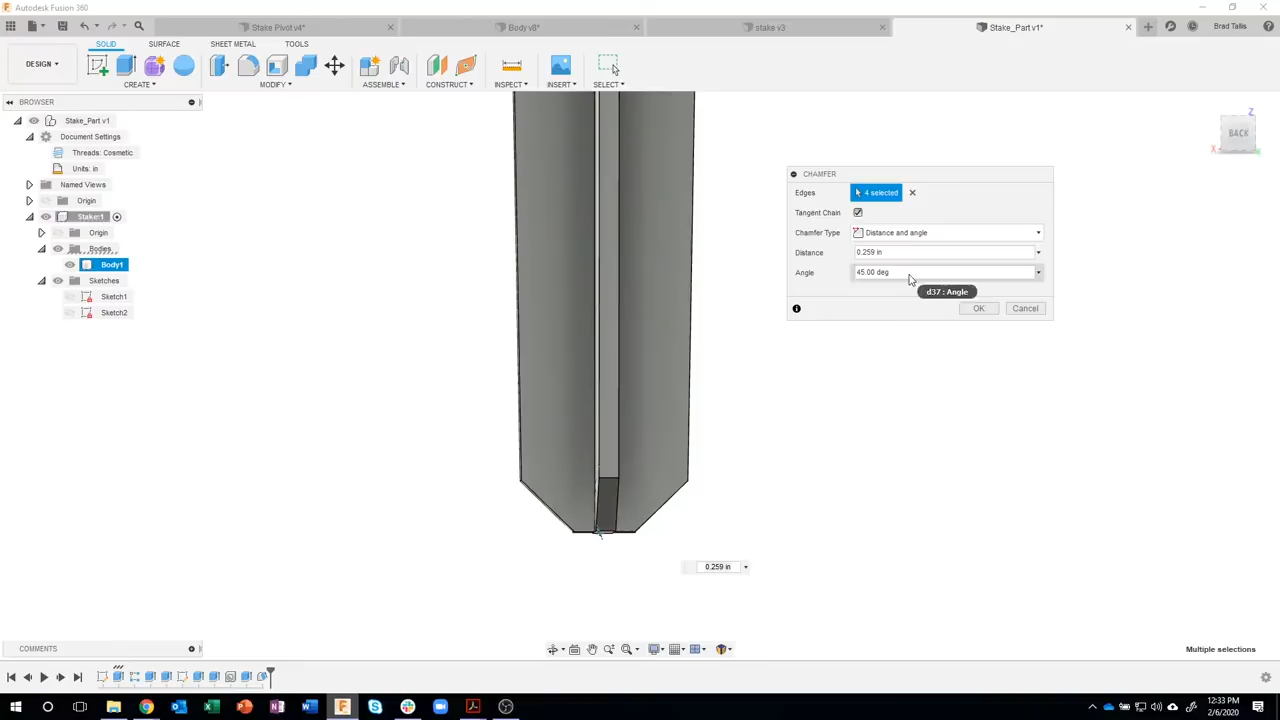 Autodesk Fusion 360
Stake Pivot v4*
Body v8*
stake v3
Stake_Part v1*
Brad Tallis
DESIGN
SOLID
SURFACE
SHEET METAL
TOOLS
CREATE
MODIFY
ASSEMBLE
CONSTRUCT
INSPECT
INSERT
SELECT
BROWSER
Stake_Part v1
Document Settings
Threads: Cosmetic
Units: in
Named Views
Origin
Stake:1
Origin
Bodies
Body1
Sketches
Sketch1
Sketch2
Z
BACK
X
CHAMFER
Edges
4 selected
Tangent Chain
Chamfer Type
Distance and angle
Distance
0.259 in
Angle
45.00 deg
d37 : Angle
OK
Cancel
0.259 in
COMMENTS
Multiple selections
12:33 PM
2/6/2020